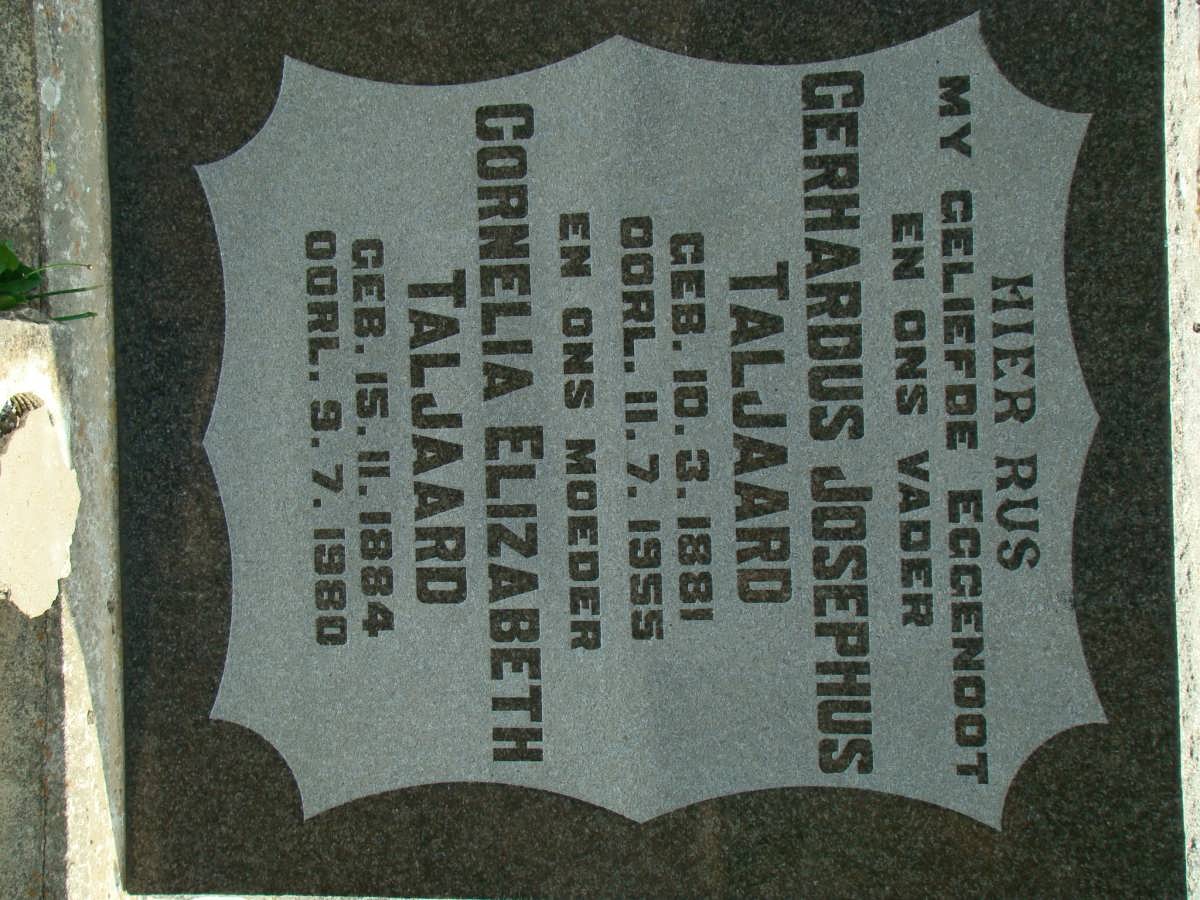 HIER RUS
MY GELIEFDE EGGENOOT
EN ONS VADER
GERHARDUS JOSEPHUS
TALJAARD
GEB. 10. 3. 1881
OORL. 11. 7. 1955
EN ONS MOEDER
CORNELIA ELIZABETH
TALJAARD
GEB. 15. 11. 1884
OORL. 9. 7. 1980